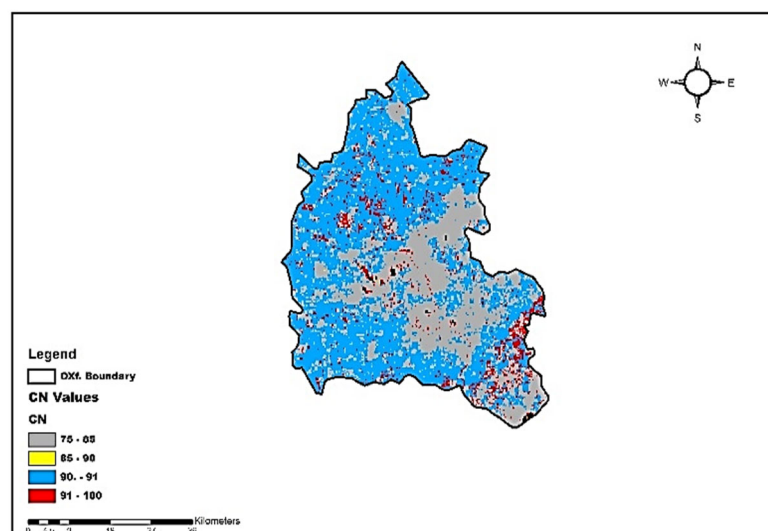 N
W E
S
Legend
OXf. Boundary
CN Values
CN
75 - 85
85 - 90
90. - 91
91 - 100
Kilometers